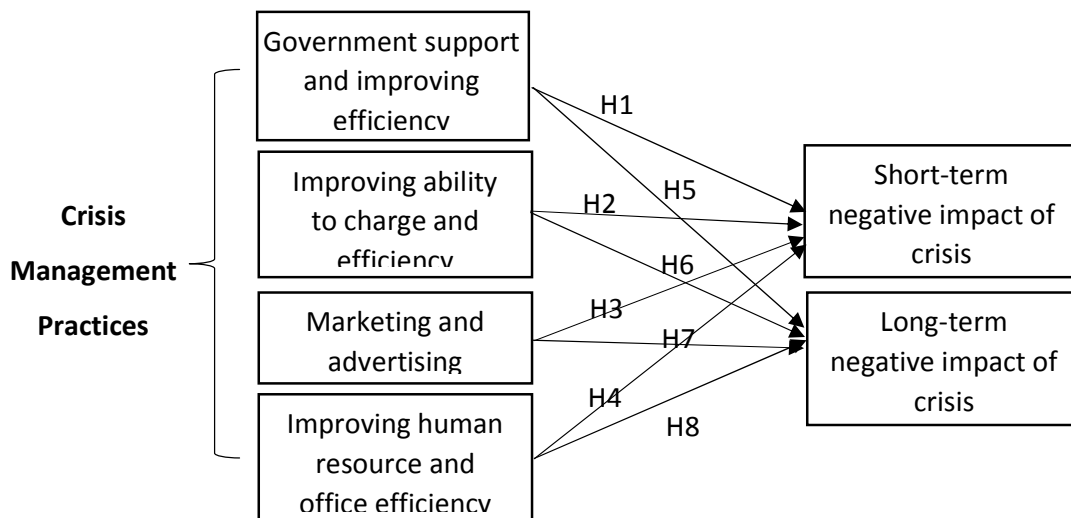 Government support
and improving
efficiency
H1
Improving ability
to charge and
efficiency
H2
H5
Short-term
negative impact of
crisis
Crisis
Management
Practices
H6
Marketing and
advertising
H3
H7
Long-term
negative impact of
crisis
Improving human
resource and
office efficiency
H4
H8